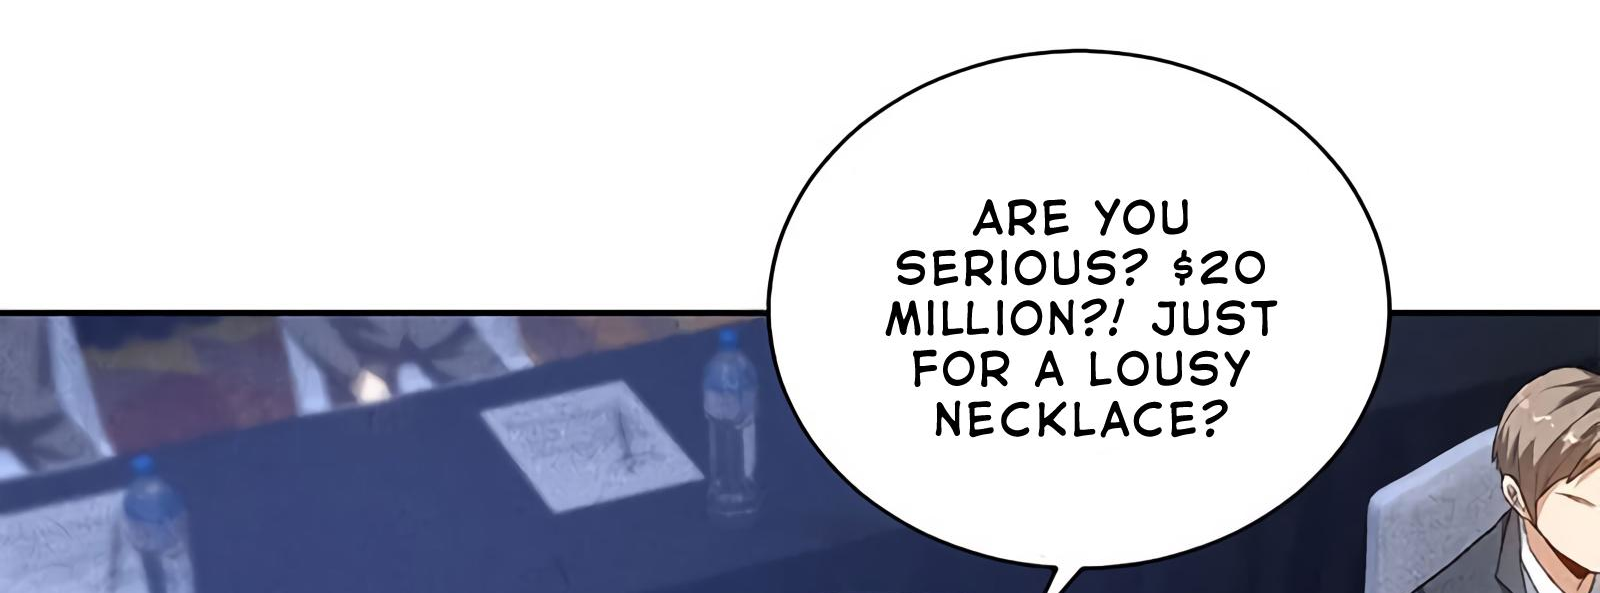 ARE YOU
SERIOUS? $20
MILLION?! JUST
FOR A LOUSY
NECKLACE?